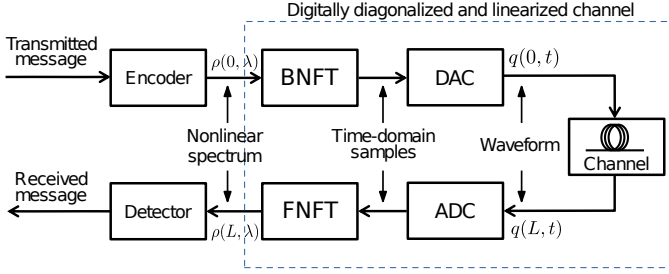 Digitally diagonalized and linearized channel
Transmitted
message
Encoder
ρ(0, λ)
BNFT
DAC
q(0, t)
Nonlinear
spectrum
Time-domain
samples
Waveform
Channel
Received
message
Detector
ρ(L, λ)
FNFT
ADC
q(L, t)